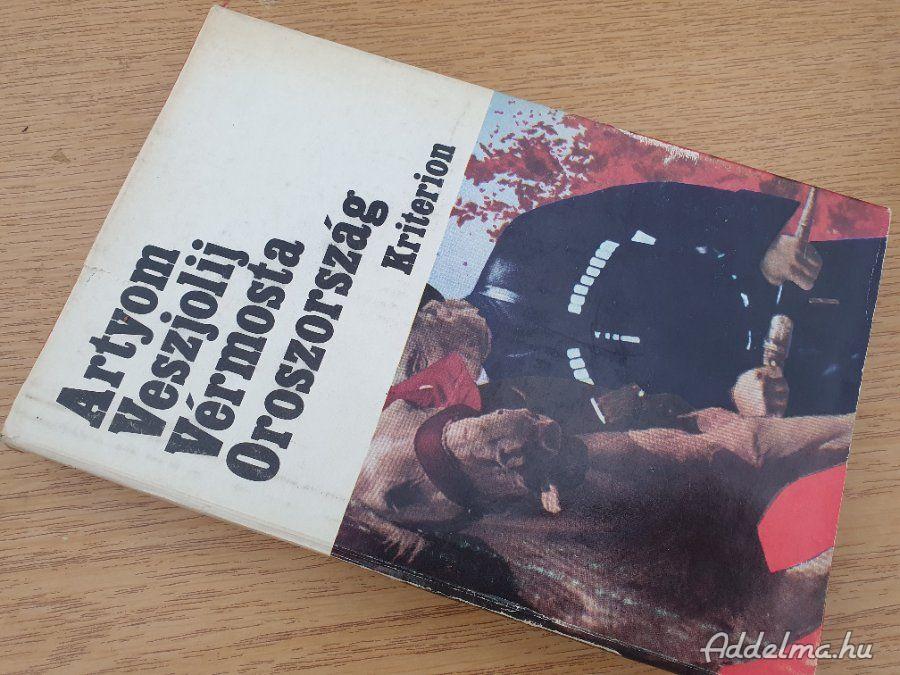 Artyom
Veszjolij
Vérmosta
Oroszország
Kriterion
Addelma.hu